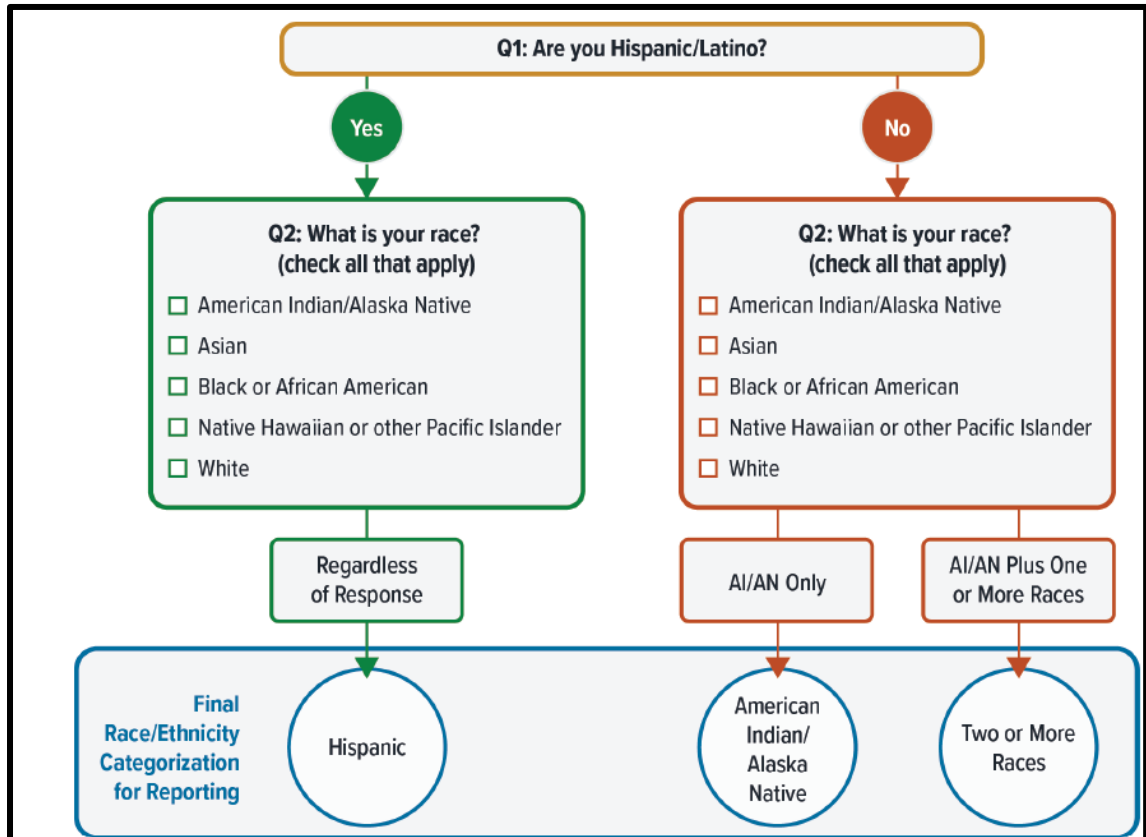 Q1: Are you Hispanic/Latino?
Yes
No
Q2: What is your race?
(check all that apply)
American Indian/Alaska Native
Asian
Black or African American
Native Hawaiian or other Pacific Islander
White
Q2: What is your race?
(check all that apply)
American Indian/Alaska Native
Asian
Black or African American
Native Hawaiian or other Pacific Islander
White
Regardless
of Response
AI/AN Only
AI/AN Plus One
or More Races
Final
Race/Ethnicity
Categorization
for Reporting
Hispanic
American
Indian/
Alaska
Native
Two or More
Races